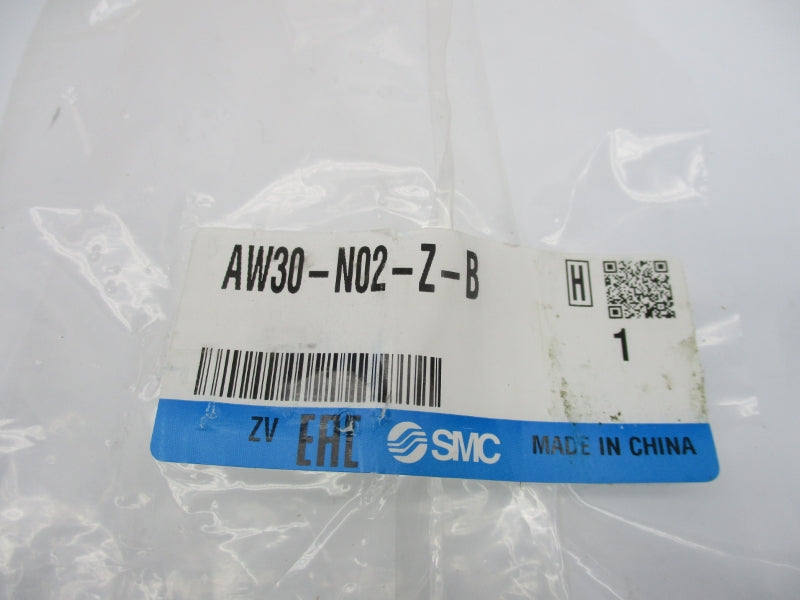 AW30-N02-Z-B
H
1
ZV EAC SMC MADE IN CHINA